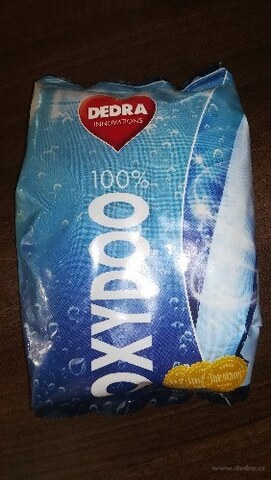 DEDRA
INNOVATIONS
100%
OXYDOO
www.dedra.cz